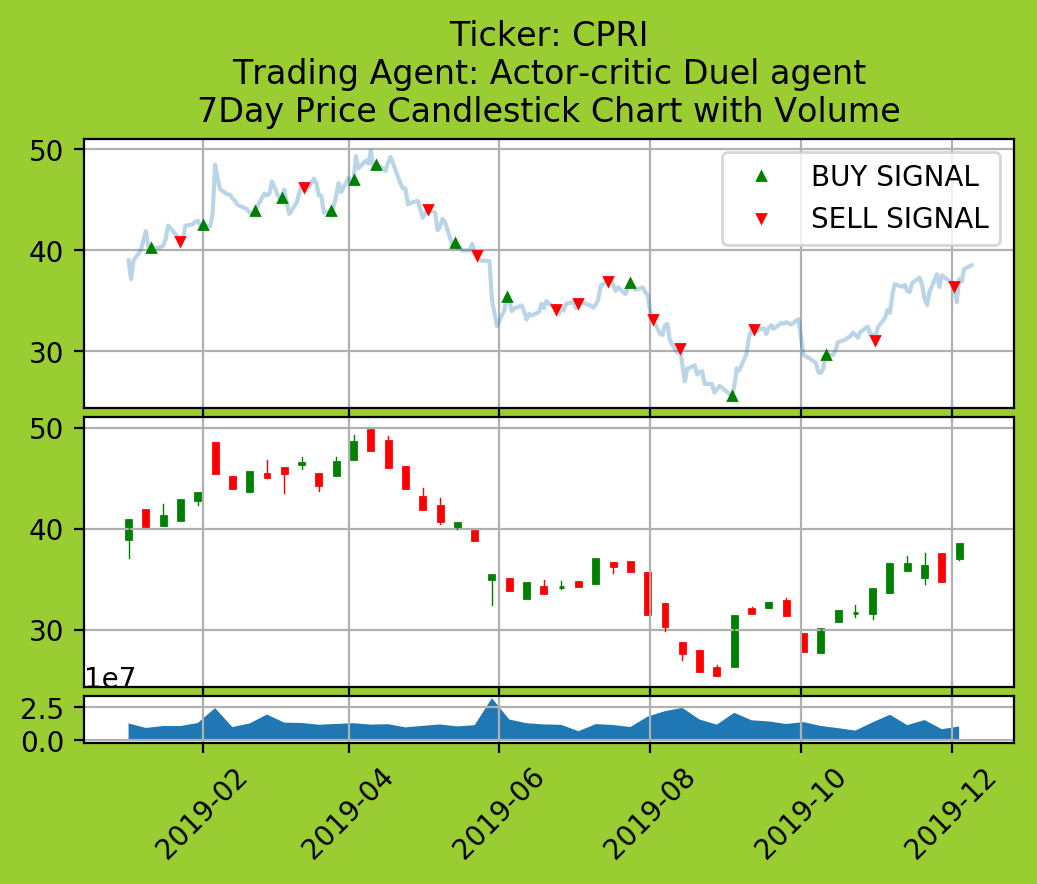 Ticker: CPRI
Trading Agent: Actor-critic Duel agent
7Day Price Candlestick Chart with Volume
50
40
30
BUY SIGNAL
SELL SIGNAL
50
40
30
1e7
2.5
0.0
2019-02
2019-04
2019-06
2019-08
2019-10
2019-12